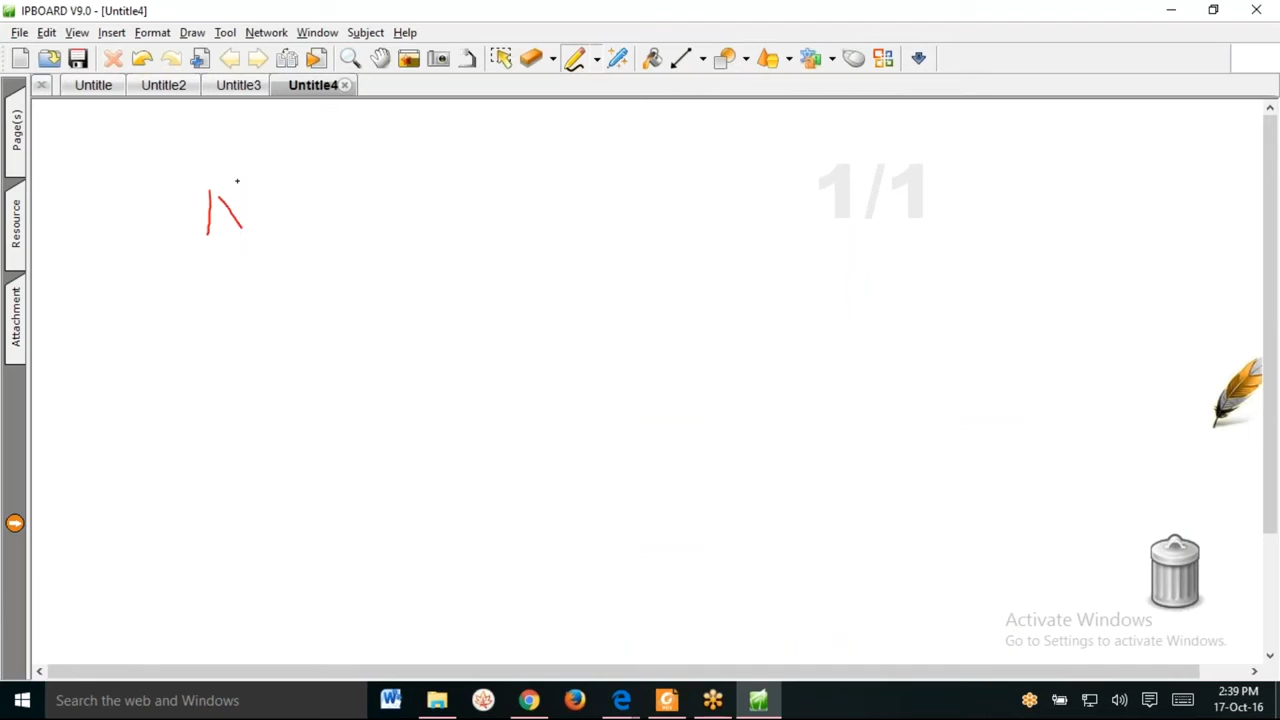 IPBOARD V9.0 - [Untitle4]
File Edit View Insert Format Draw Tool Network Window Subject Help
Untitle Untitle2 Untitle3 Untitle4
Page(s)
Resource
Attachment
1/1
Activate Windows
Go to Settings to activate Windows.
Search the web and Windows
2:39 PM
17-Oct-16